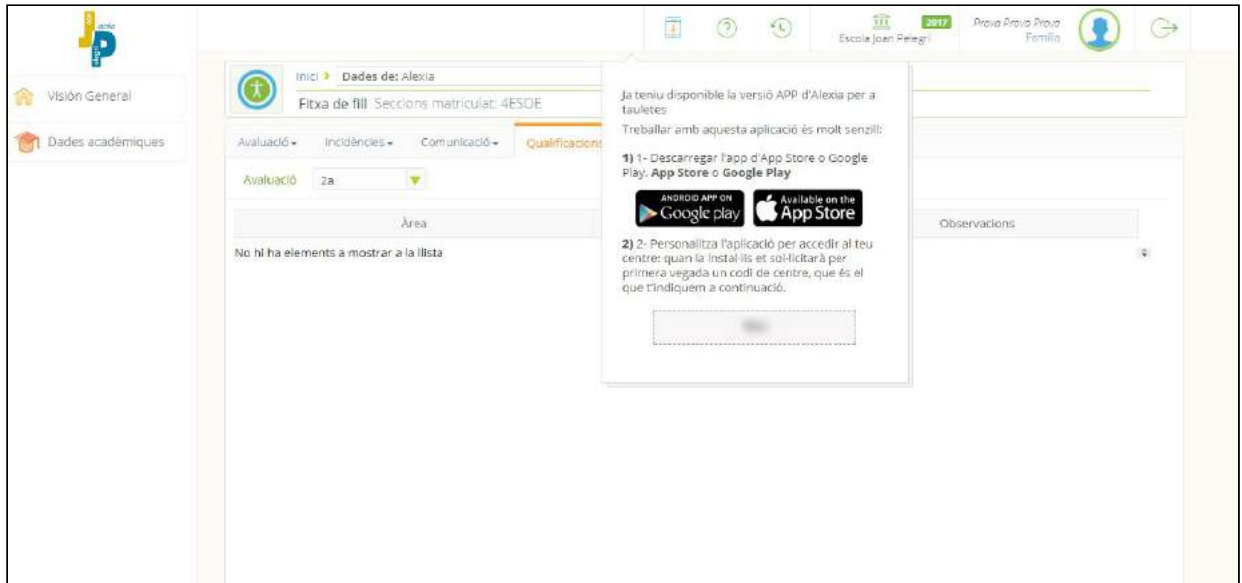 escola
JP
pelegrí
Escola Joan Pelegrí
2017
Prova Prova Prova
Família
Visión General
Dades acadèmiques
Inici > Dades de: Alexia
Fitxa de fill Seccions matriculat: 4ESOE
Avaluació Incidències Comunicació Qualificacions
Avaluació 2a
Àrea Observacions
No hi ha elements a mostrar a la llista
Ja teniu disponible la versió APP d'Alexia per a
tauletes
Treballar amb aquesta aplicació és molt senzill:
1) 1- Descarregar l'app d'App Store o Google
Play. App Store o Google Play
ANDROID APP ON
Google play
Available on the
App Store
2) 2- Personalitza l'aplicació per accedir al teu
centre: quan la instal·lis et sol·licitarà per
primera vegada un codi de centre, que és el
que t'indiquem a continuació.